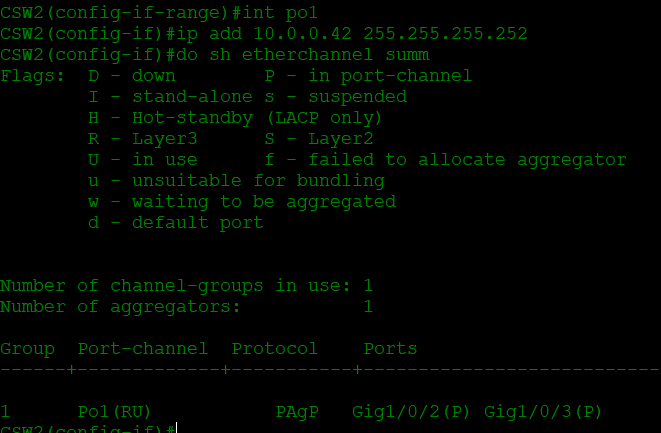 CSW2(config-if-range)#int po1
CSW2(config-if)#ip add 10.0.0.42 255.255.255.252
CSW2(config-if)#do sh etherchannel summ
Flags:  D - down        P - in port-channel
        I - stand-alone s - suspended
        H - Hot-standby (LACP only)
        R - Layer3      S - Layer2
        U - in use      f - failed to allocate aggregator
        u - unsuitable for bundling
        w - waiting to be aggregated
        d - default port
Number of channel-groups in use: 1
Number of aggregators:           1
Group  Port-channel  Protocol    Ports
------+-------------+-----------+----------------------------
1      Po1(RU)           PAgP   Gig1/0/2(P) Gig1/0/3(P)
CSW2(config-if)#